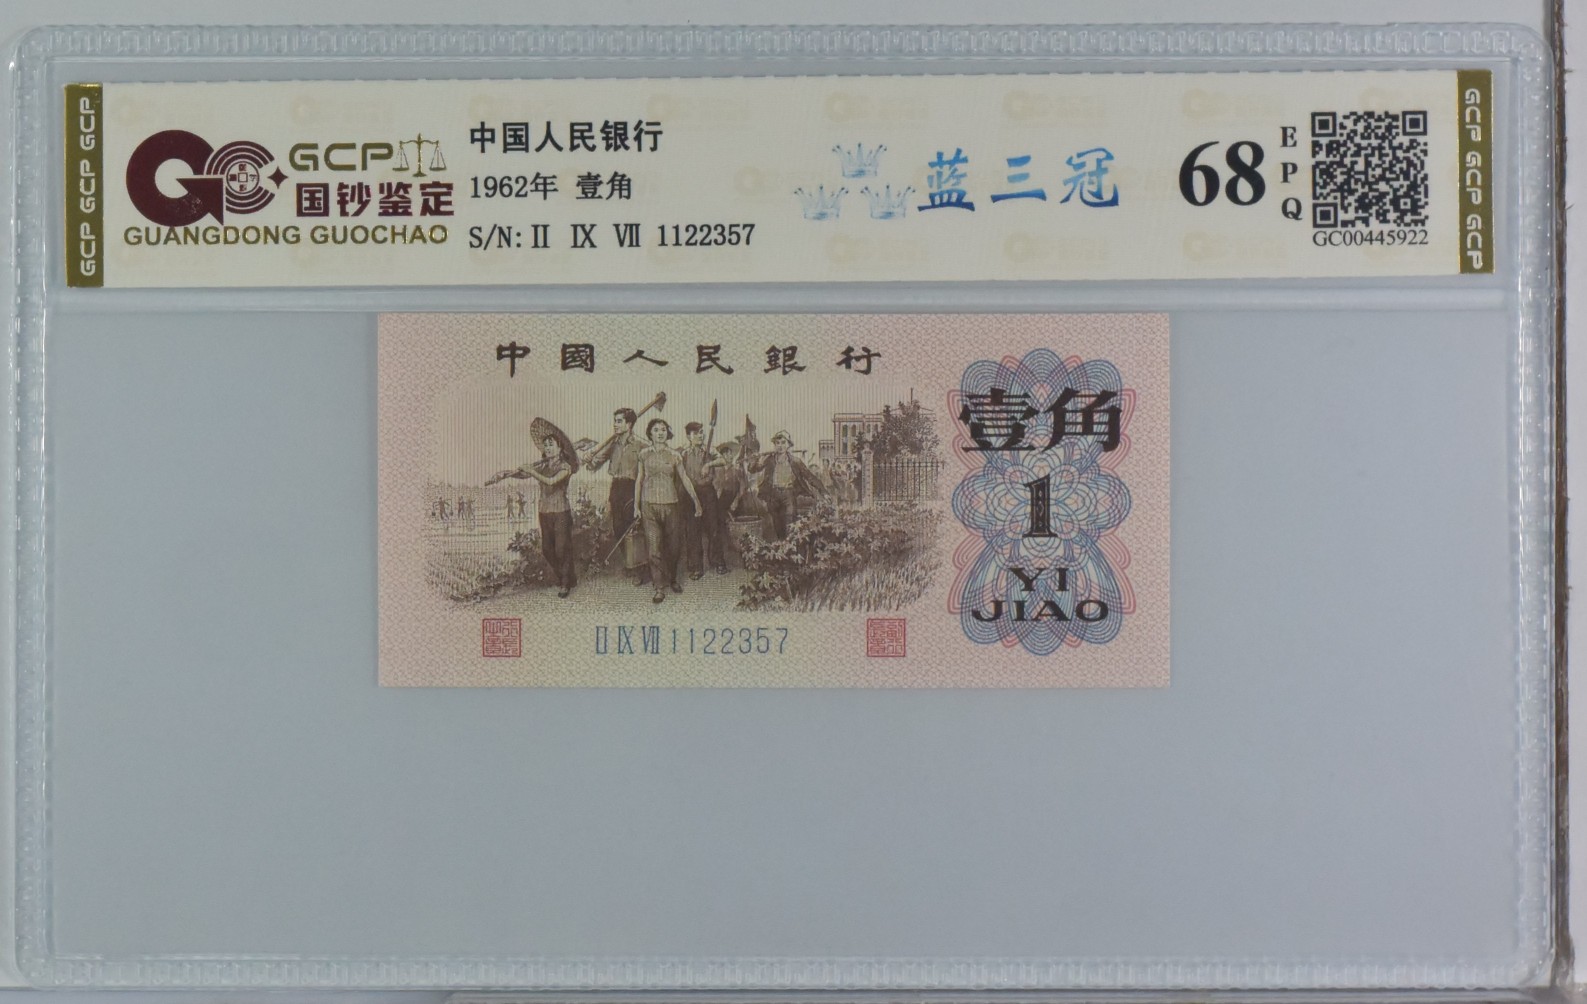 GCP GCP GCP
GCP
国钞鉴定
GUANGDONG GUOCHAO
中国人民银行
1962年 壹角
S/N: II IX VII 1122357
蓝三冠
68
EPQ
GC00445922
GCP GCP GCP
中國人民銀行
壹角
1
YI
JIAO
II IX VII 1122357